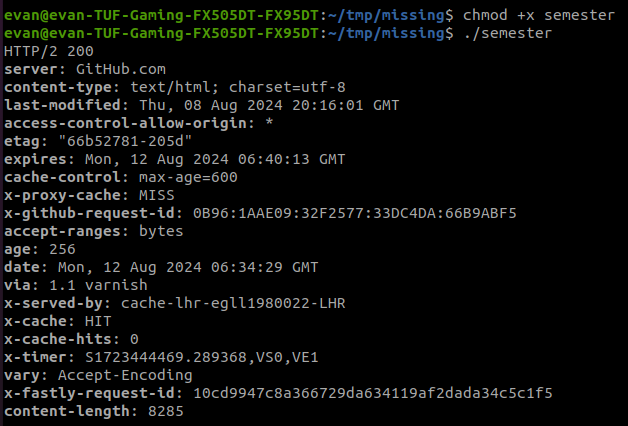 evan@evan-TUF-Gaming-FX505DT-FX95DT:~/tmp/missing$ chmod +x semester
evan@evan-TUF-Gaming-FX505DT-FX95DT:~/tmp/missing$ ./semester
HTTP/2 200
server: GitHub.com
content-type: text/html; charset=utf-8
last-modified: Thu, 08 Aug 2024 20:16:01 GMT
access-control-allow-origin: *
etag: "66b52781-205d"
expires: Mon, 12 Aug 2024 06:40:13 GMT
cache-control: max-age=600
x-proxy-cache: MISS
x-github-request-id: 0B96:1AAE09:32F2577:33DC4DA:66B9ABF5
accept-ranges: bytes
age: 256
date: Mon, 12 Aug 2024 06:34:29 GMT
via: 1.1 varnish
x-served-by: cache-lhr-egll1980022-LHR
x-cache: HIT
x-cache-hits: 0
x-timer: S1723444469.289368,VS0,VE1
vary: Accept-Encoding
x-fastly-request-id: 10cd9947c8a366729da634119af2dada34c5c1f5
content-length: 8285